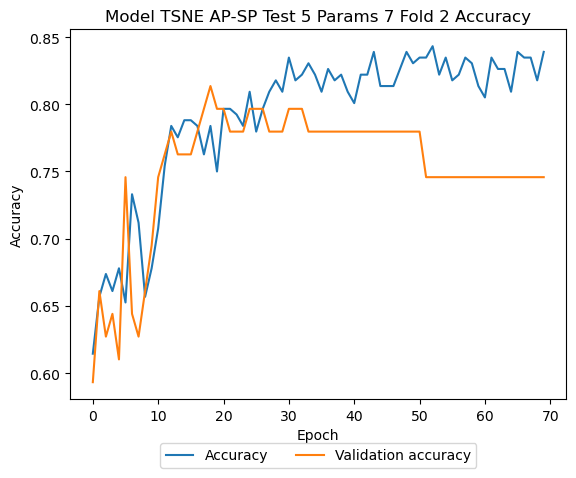 Model TSNE AP-SP Test 5 Params 7 Fold 2 Accuracy
0.85
0.80
0.75
0.70
0.65
0.60
Accuracy
0 10 20 30 40 50 60 70
Epoch
Accuracy Validation accuracy